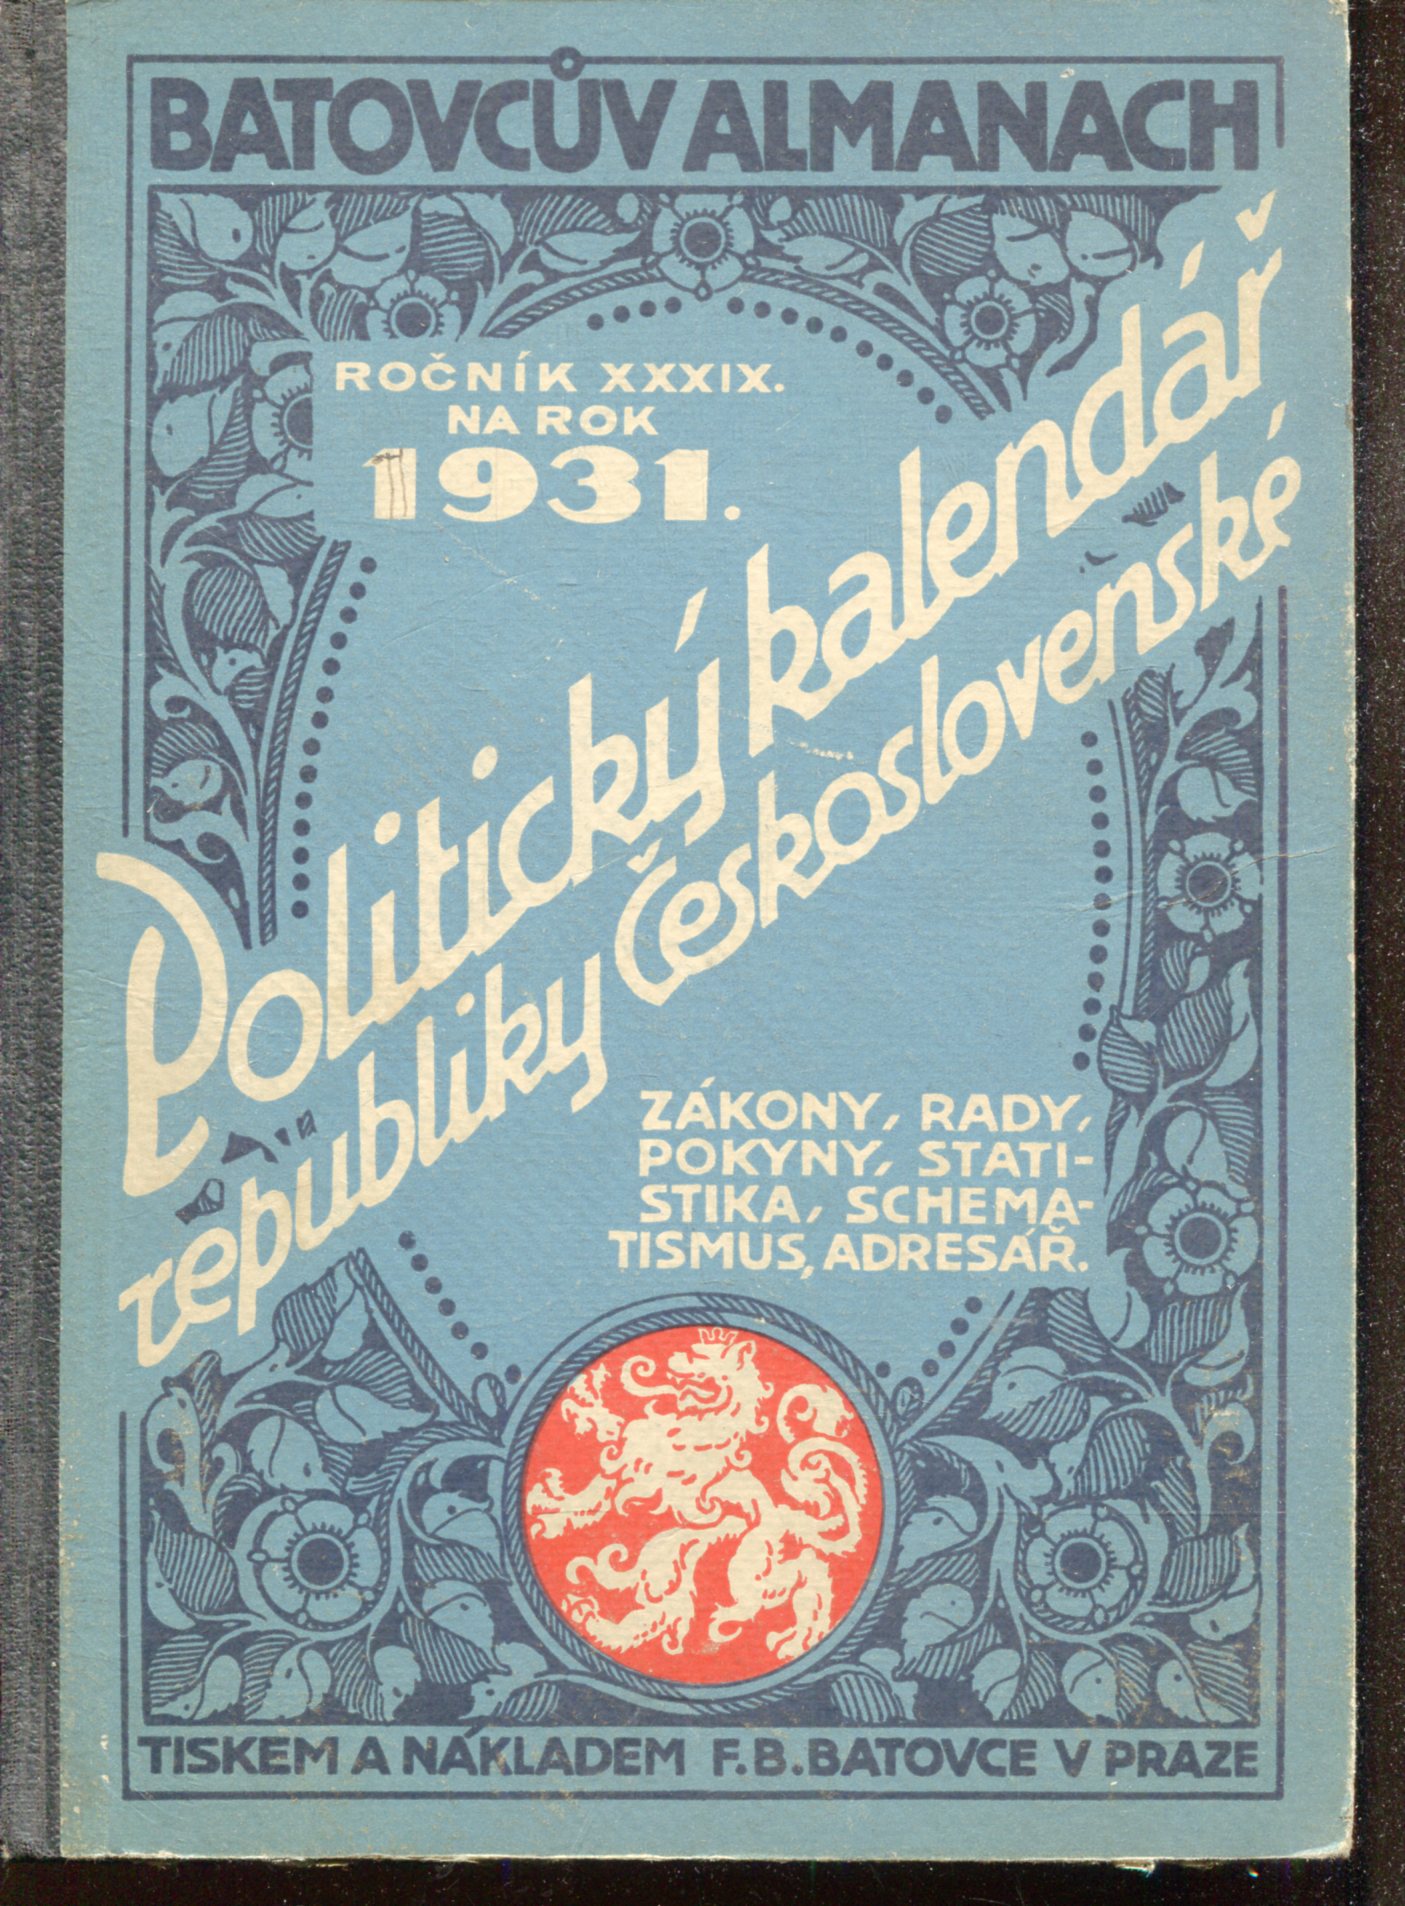 BATOVCŮV ALMANACH
ROČNÍK XXXIX.
NA ROK
1931.
Politický kalendář
republiky Československé
ZÁKONY, RADY,
POKYNY, STATI-
STIKA, SCHEMA-
TISMUS, ADRESÁŘ.
TISKEM A NÁKLADEM F.B.BATOVCE V PRAZE